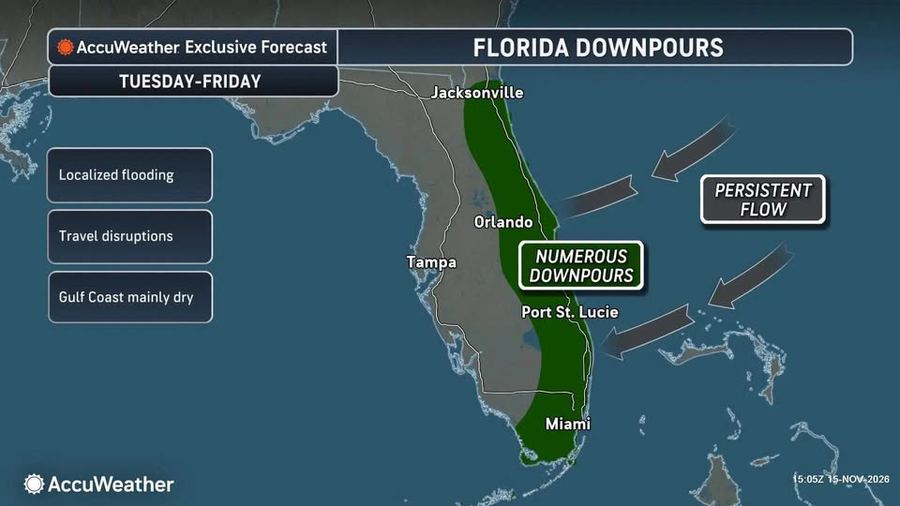 AccuWeather Exclusive Forecast
FLORIDA DOWNPOURS
TUESDAY-FRIDAY
Jacksonville
Localized flooding
PERSISTENT
FLOW
Orlando
Travel disruptions
NUMEROUS
DOWNPOURS
Tampa
Gulf Coast mainly dry
Port St. Lucie
Miami
AccuWeather
15:05Z 15-NOV-2026